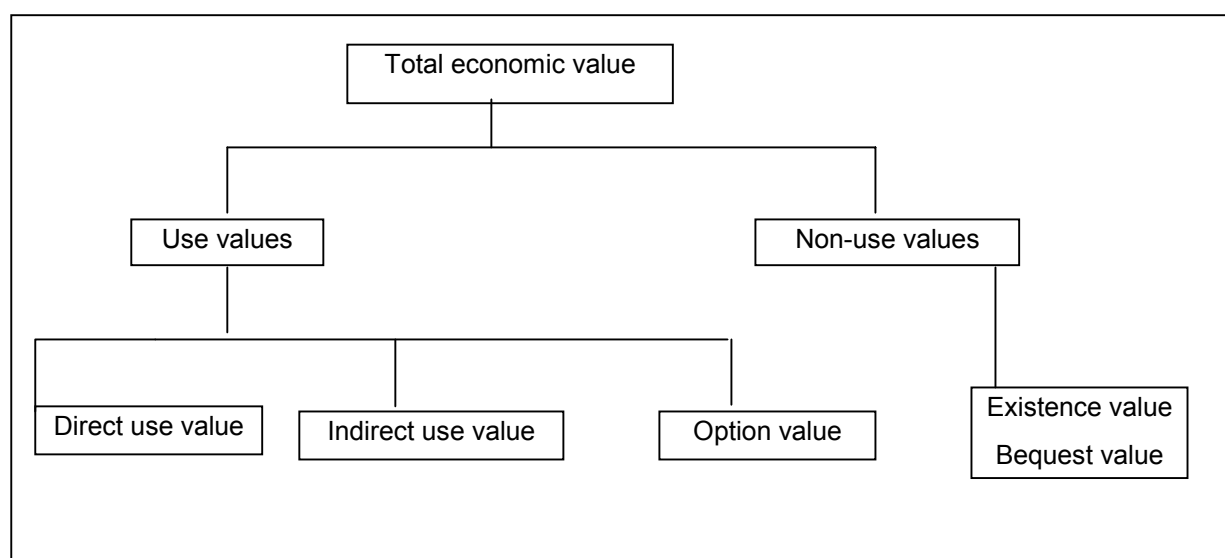 Total economic value
Use values
Non-use values
Direct use value
Indirect use value
Option value
Existence value
Bequest value